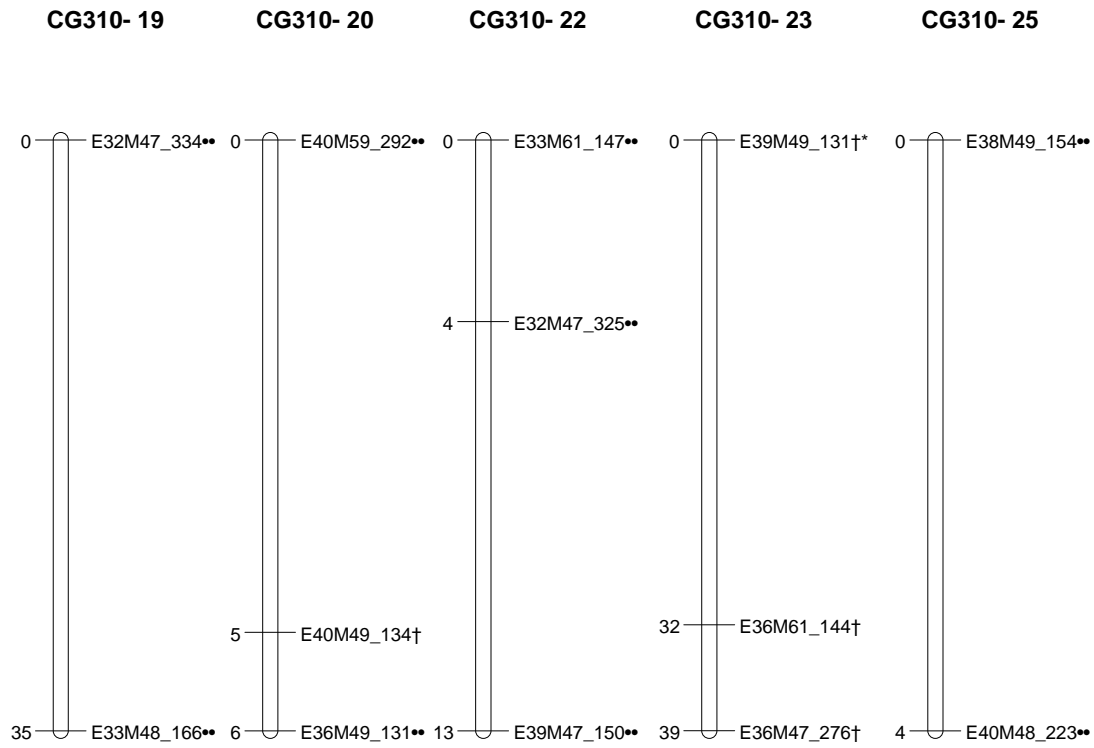 CG310- 19 CG310- 20 CG310- 22 CG310- 23 CG310- 25
0 E32M47_334•• 0 E40M59_292•• 0 E33M61_147•• 0 E39M49_131†* 0 E38M49_154••
4 E32M47_325••
32 E36M61_144†
5 E40M49_134†
35 E33M48_166•• 6 E36M49_131•• 13 E39M47_150•• 39 E36M47_276† 4 E40M48_223••